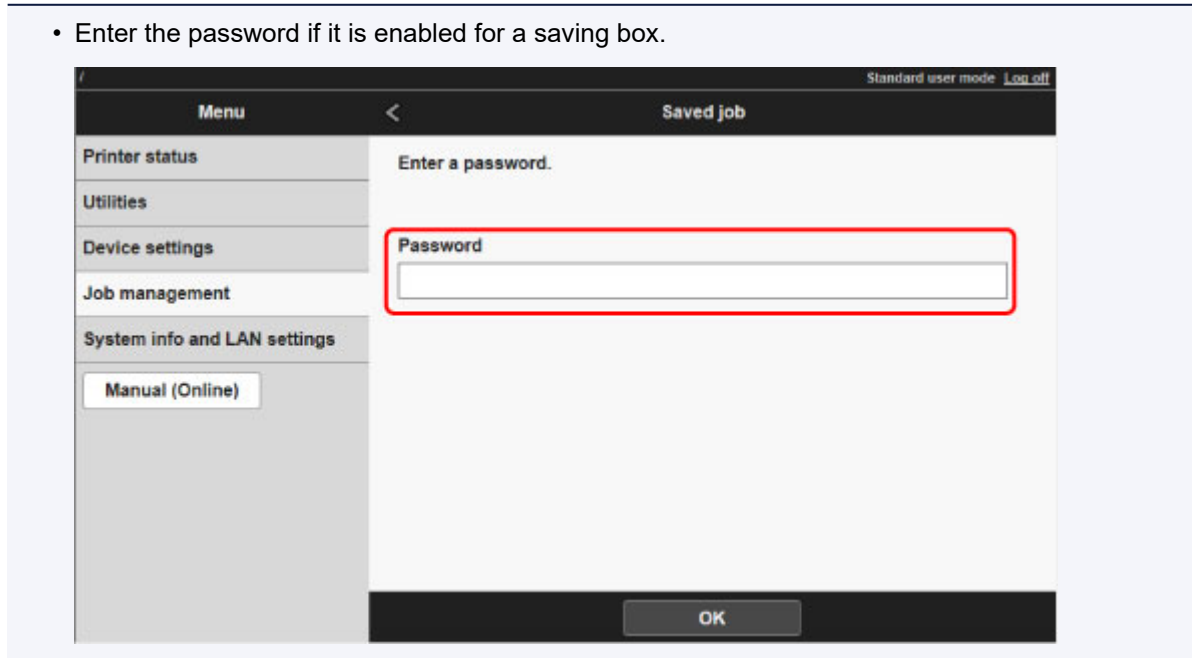 • Enter the password if it is enabled for a saving box.
/
Standard user mode Log off
Menu
< Saved job
Printer status
Utilities
Device settings
Job management
System info and LAN settings
Manual (Online)
Enter a password.
Password
OK